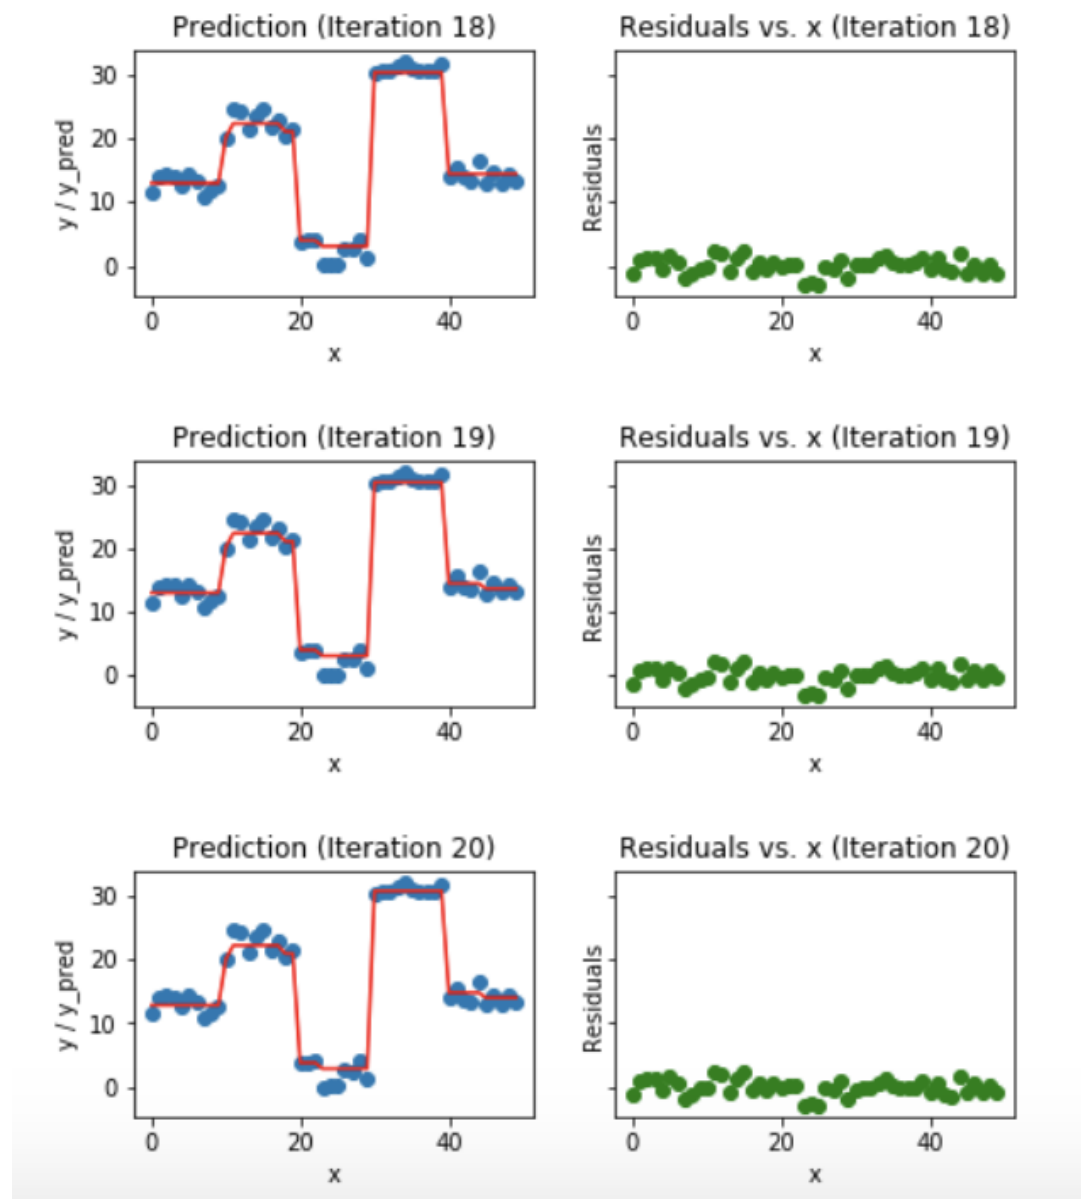 Prediction (Iteration 18)
30
20
10
0
y / y_pred
0 20 40
x
Residuals vs. x (Iteration 18)
Residuals
0 20 40
x
Prediction (Iteration 19)
30
20
10
0
y / y_pred
0 20 40
x
Residuals vs. x (Iteration 19)
Residuals
0 20 40
x
Prediction (Iteration 20)
30
20
10
0
y / y_pred
0 20 40
x
Residuals vs. x (Iteration 20)
Residuals
0 20 40
x